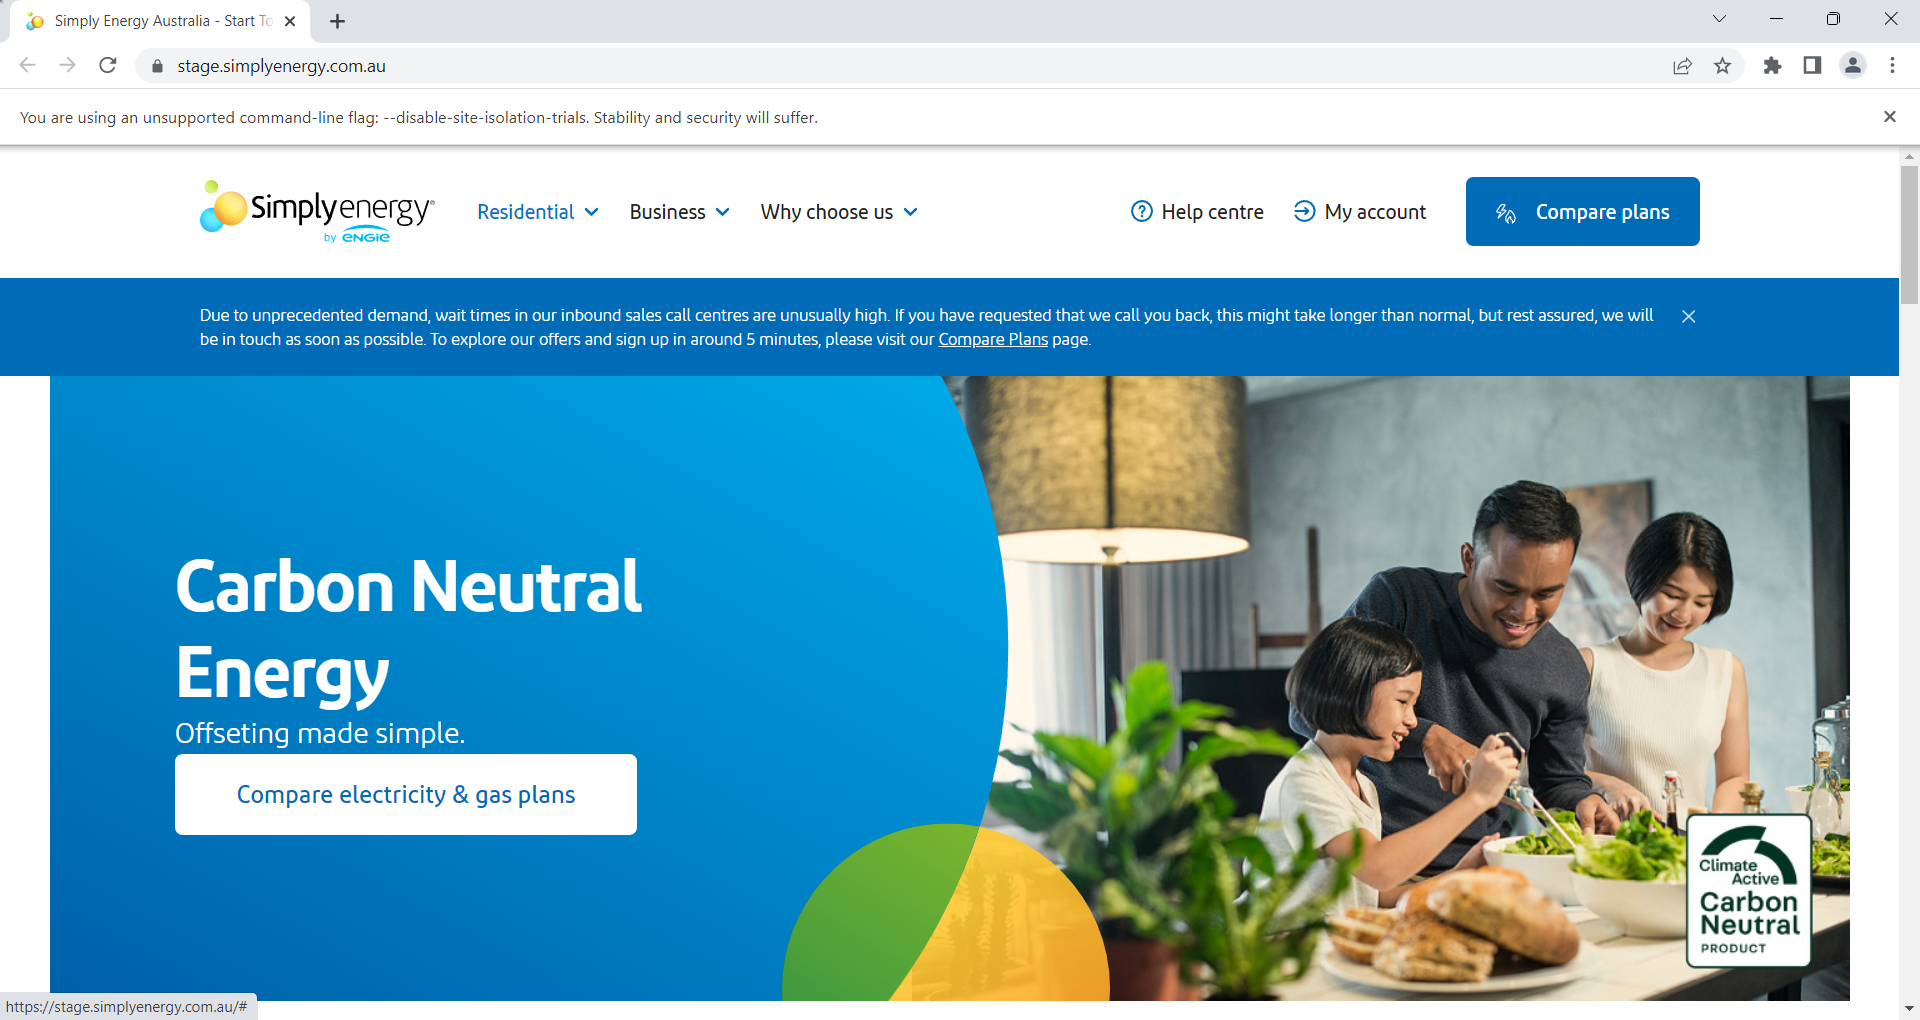 Simply Energy Australia - Start To
stage.simplyenergy.com.au
You are using an unsupported command-line flag: --disable-site-isolation-trials. Stability and security will suffer.
Simplyenergy®
by ENGIE
Residential
Business
Why choose us
Help centre
My account
Compare plans
Due to unprecedented demand, wait times in our inbound sales call centres are unusually high. If you have requested that we call you back, this might take longer than normal, but rest assured, we will
be in touch as soon as possible. To explore our offers and sign up in around 5 minutes, please visit our Compare Plans page.
Carbon Neutral
Energy
Offseting made simple.
Compare electricity & gas plans
Climate
Active
Carbon
Neutral
PRODUCT
https://stage.simplyenergy.com.au/#